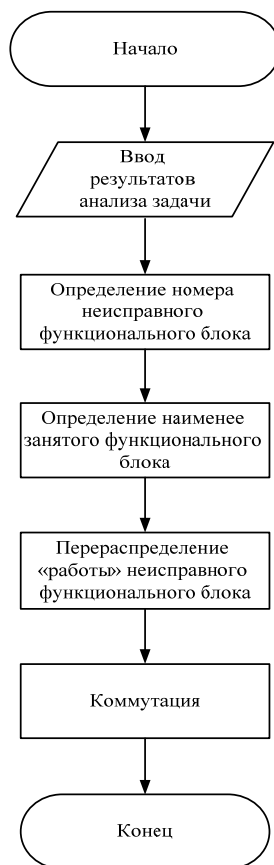 Начало
Ввод
результатов
анализа задачи
Определение номера
неисправного
функционального блока
Определение наименее
занятого функционального
блока
Перераспределение
«работы» неисправного
функционального блока
Коммутация
Конец